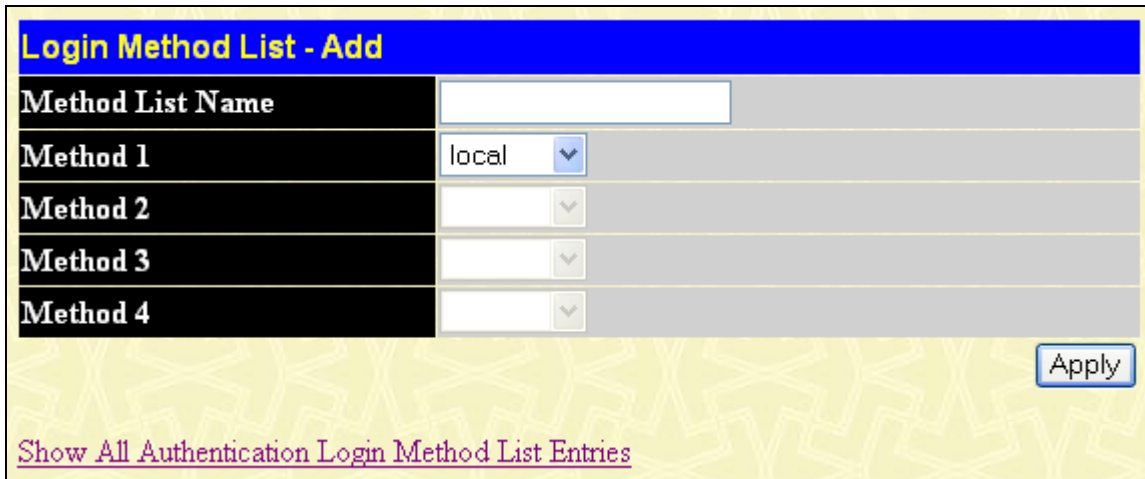 Login Method List - Add
Method List Name
Method 1 local
Method 2
Method 3
Method 4
Apply
Show All Authentication Login Method List Entries